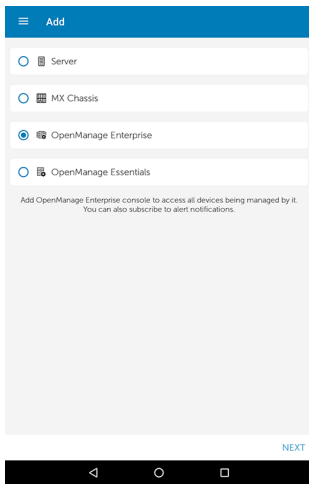 Add
Server
MX Chassis
OpenManage Enterprise
OpenManage Essentials
Add OpenManage Enterprise console to access all devices being managed by it.
You can also subscribe to alert notifications.
NEXT